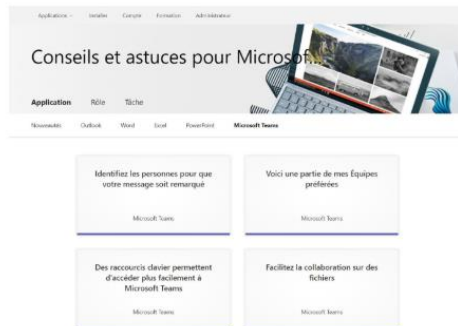 Applications Installer Compte Formation Administrateur
Conseils et astuces pour Microsof...
Application Rôle Tâche
Nouveautés Outlook Word Excel PowerPoint Microsoft Teams
Identifiez les personnes pour que
votre message soit remarqué
Microsoft Teams
Voici une partie de mes Équipes
préférées
Microsoft Teams
Des raccourcis clavier permettent
d'accéder plus facilement à
Microsoft Teams
Microsoft Teams
Facilitez la collaboration sur des
fichiers
Microsoft Teams